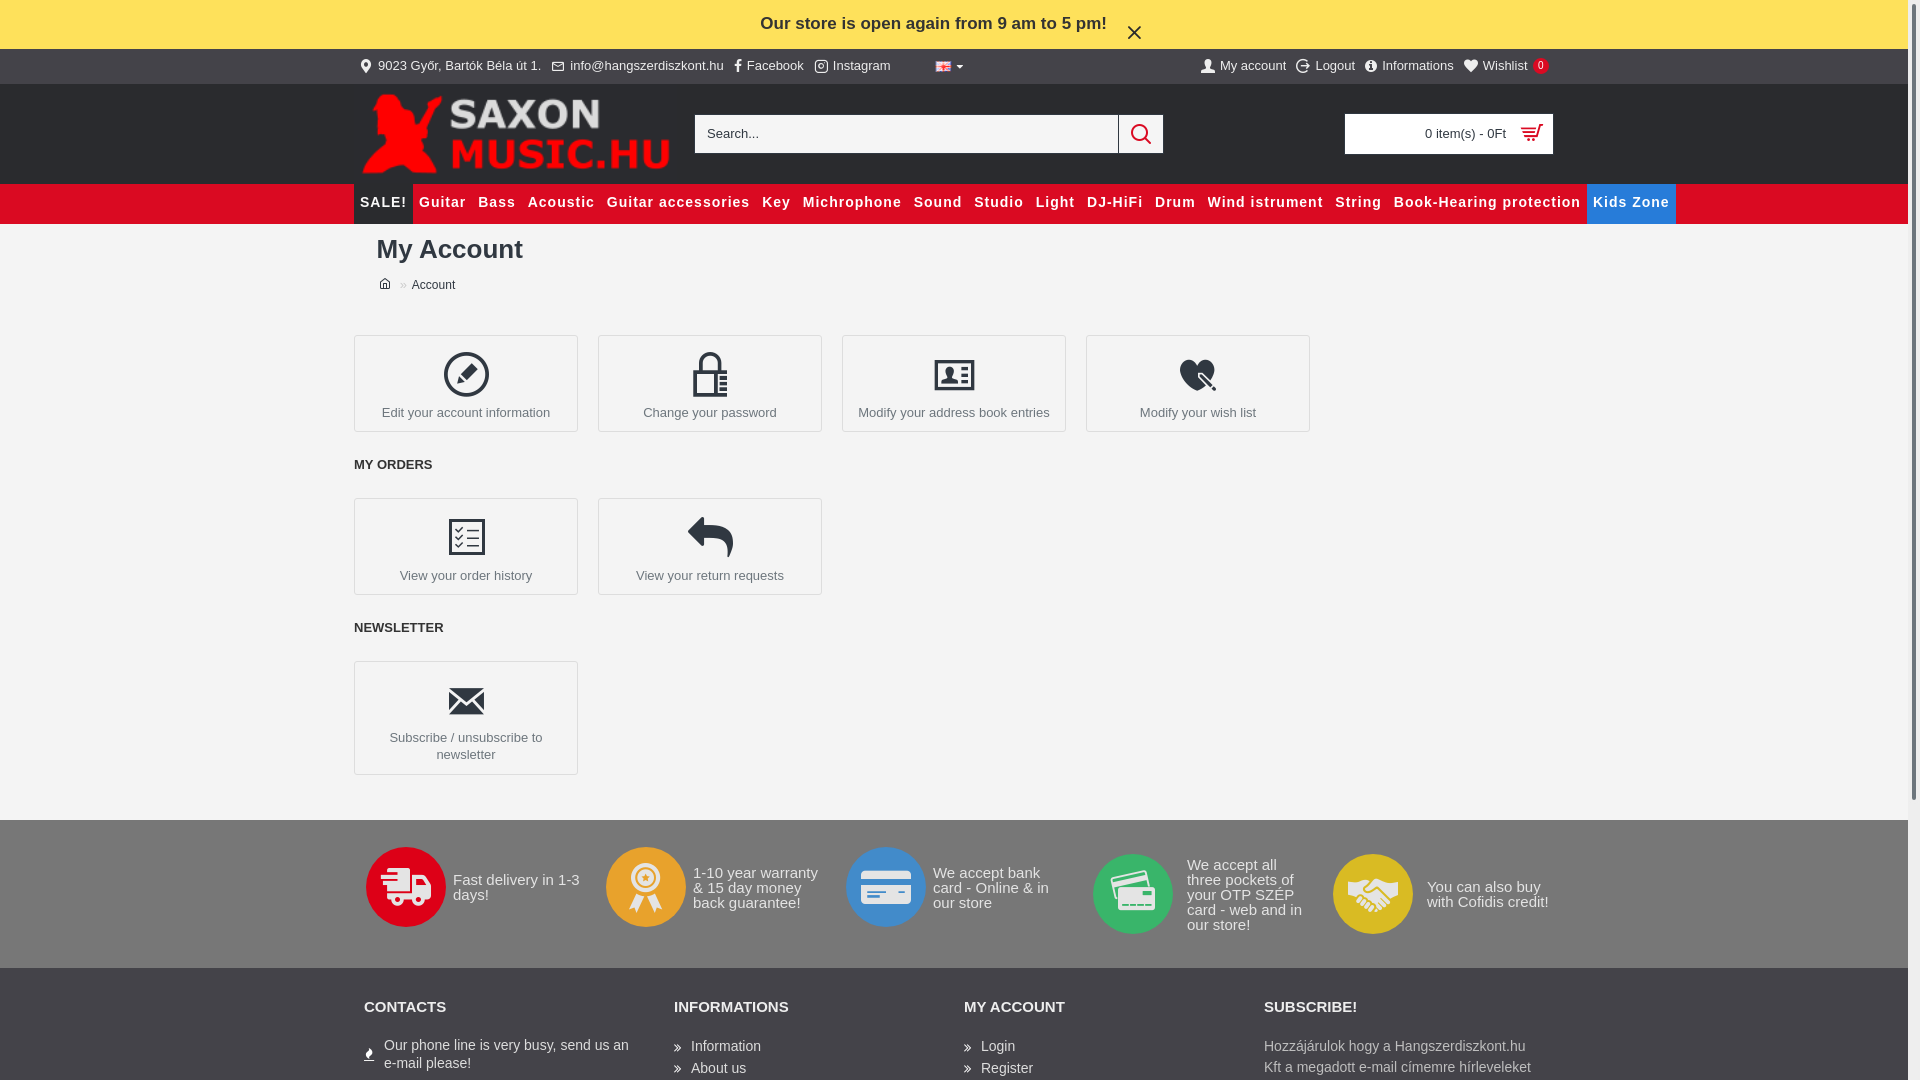 Our store is open again from 9 am to 5 pm!
9023 Győr, Bartók Béla út 1. info@hangszerdiszkont.hu Facebook Instagram My account Logout Informations Wishlist 0
SAXON
MUSIC.HU
Search...
0 item(s) - 0Ft
SALE! Guitar Bass Acoustic Guitar accessories Key Michrophone Sound Studio Light DJ-HiFi Drum Wind istrument String Book-Hearing protection Kids Zone
My Account
» Account
Edit your account information
Change your password
Modify your address book entries
Modify your wish list
MY ORDERS
View your order history
View your return requests
NEWSLETTER
Subscribe / unsubscribe to
newsletter
Fast delivery in 1-3
days!
1-10 year warranty
& 15 day money
back guarantee!
We accept bank
card - Online & in
our store
We accept all
three pockets of
your OTP SZÉP
card - web and in
our store!
You can also buy
with Cofidis credit!
CONTACTS
Our phone line is very busy, send us an
e-mail please!
INFORMATIONS
Information
About us
MY ACCOUNT
Login
Register
SUBSCRIBE!
Hozzájárulok hogy a Hangszerdiszkont.hu
Kft a megadott e-mail címemre hírleveleket